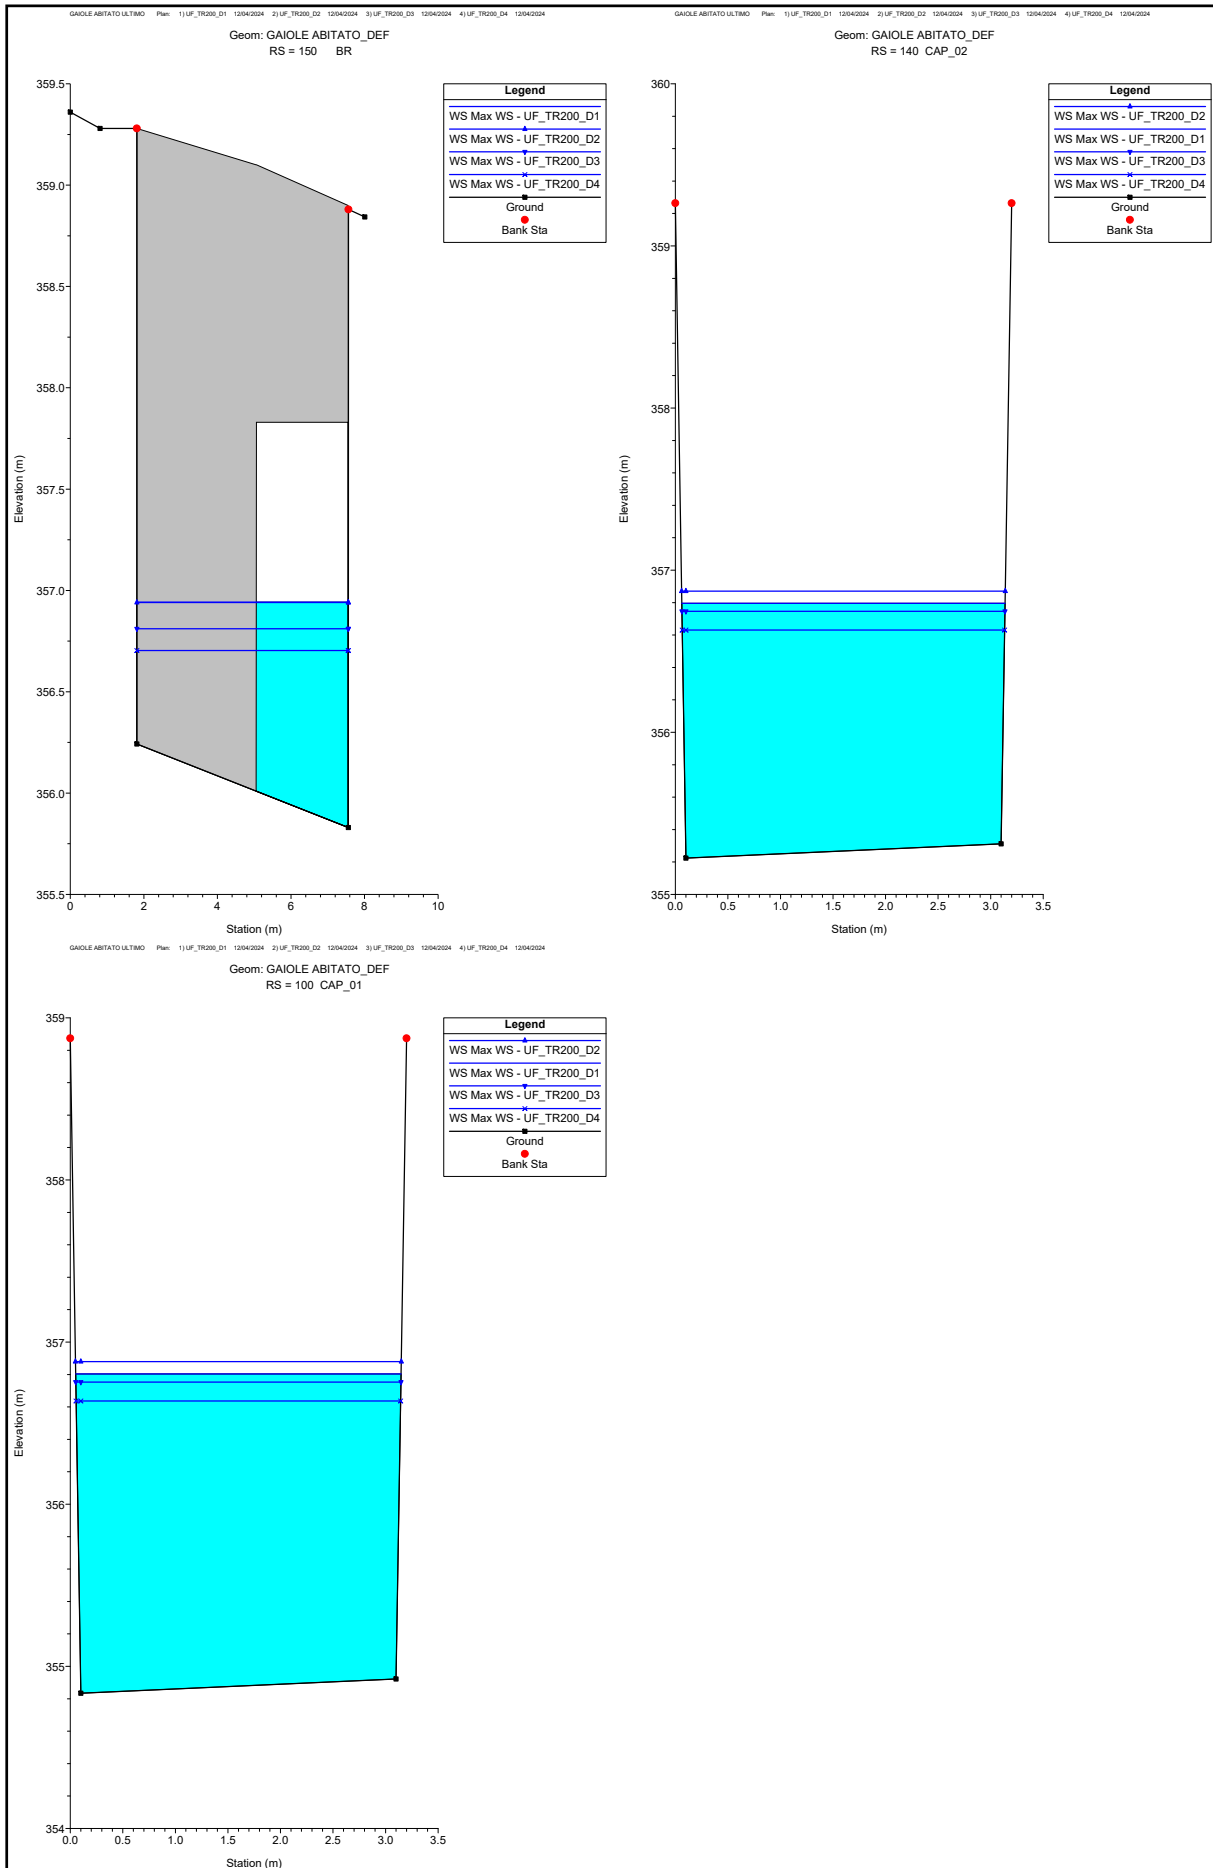 GAIOLE ABITATO ULTIMO Plan: 1) UF_TR200_D1 12/04/2024 2) UF_TR200_D2 12/04/2024 3) UF_TR200_D3 12/04/2024 4) UF_TR200_D4 12/04/2024
Geom: GAIOLE ABITATO_DEF
RS = 150 BR
359.5
359.0
358.5
358.0
357.5
357.0
356.5
356.0
355.5
Elevation (m)
0 2 4 6 8 10
Station (m)
Legend
WS Max WS - UF_TR200_D1
WS Max WS - UF_TR200_D2
WS Max WS - UF_TR200_D3
WS Max WS - UF_TR200_D4
Ground
Bank Sta
GAIOLE ABITATO ULTIMO Plan: 1) UF_TR200_D1 12/04/2024 2) UF_TR200_D2 12/04/2024 3) UF_TR200_D3 12/04/2024 4) UF_TR200_D4 12/04/2024
Geom: GAIOLE ABITATO_DEF
RS = 140 CAP_02
360
359
358
357
356
355
Elevation (m)
0.0 0.5 1.0 1.5 2.0 2.5 3.0 3.5
Station (m)
Legend
WS Max WS - UF_TR200_D2
WS Max WS - UF_TR200_D1
WS Max WS - UF_TR200_D3
WS Max WS - UF_TR200_D4
Ground
Bank Sta
GAIOLE ABITATO ULTIMO Plan: 1) UF_TR200_D1 12/04/2024 2) UF_TR200_D2 12/04/2024 3) UF_TR200_D3 12/04/2024 4) UF_TR200_D4 12/04/2024
Geom: GAIOLE ABITATO_DEF
RS = 100 CAP_01
359
358
357
356
355
354
Elevation (m)
0.0 0.5 1.0 1.5 2.0 2.5 3.0 3.5
Station (m)
Legend
WS Max WS - UF_TR200_D2
WS Max WS - UF_TR200_D1
WS Max WS - UF_TR200_D3
WS Max WS - UF_TR200_D4
Ground
Bank Sta